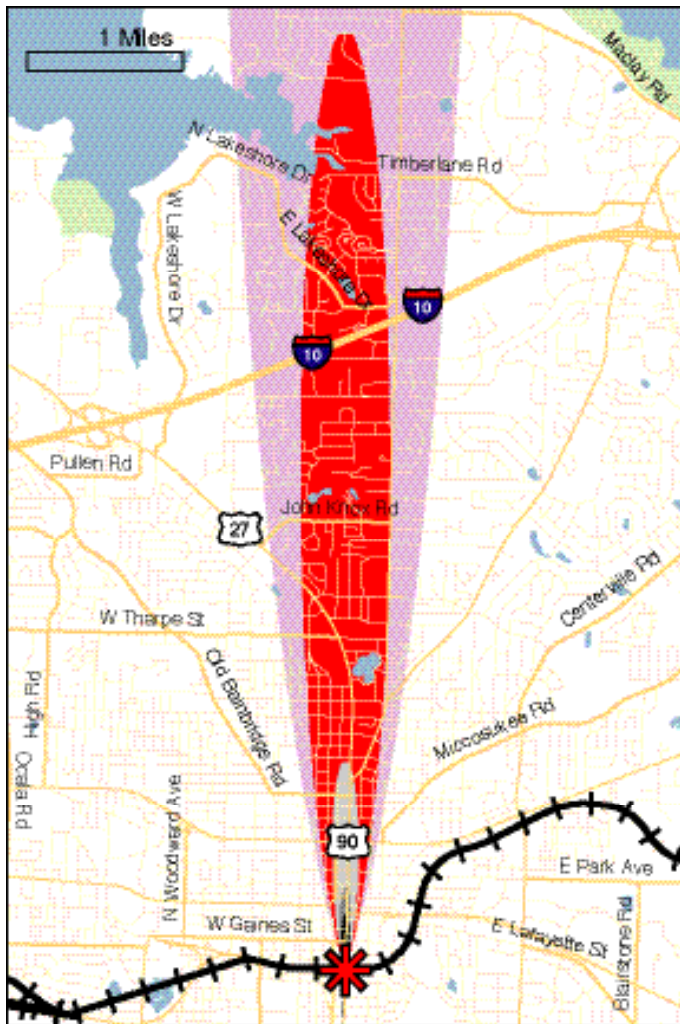 1 Miles
Maclay Rd
N Lakeshore Dr
Timberlane Rd
W Lakeshore Dr
E Lakeshore Dr
10
10
Pullen Rd
27
John Knox Rd
Centerville Rd
W Tharpe St
Old Bainbridge Rd
High Rd
Miccosukee Rd
Ocala Rd
N Woodward Ave
90
E Park Ave
W Gaines St
E Lafayette St
Blairstone Rd